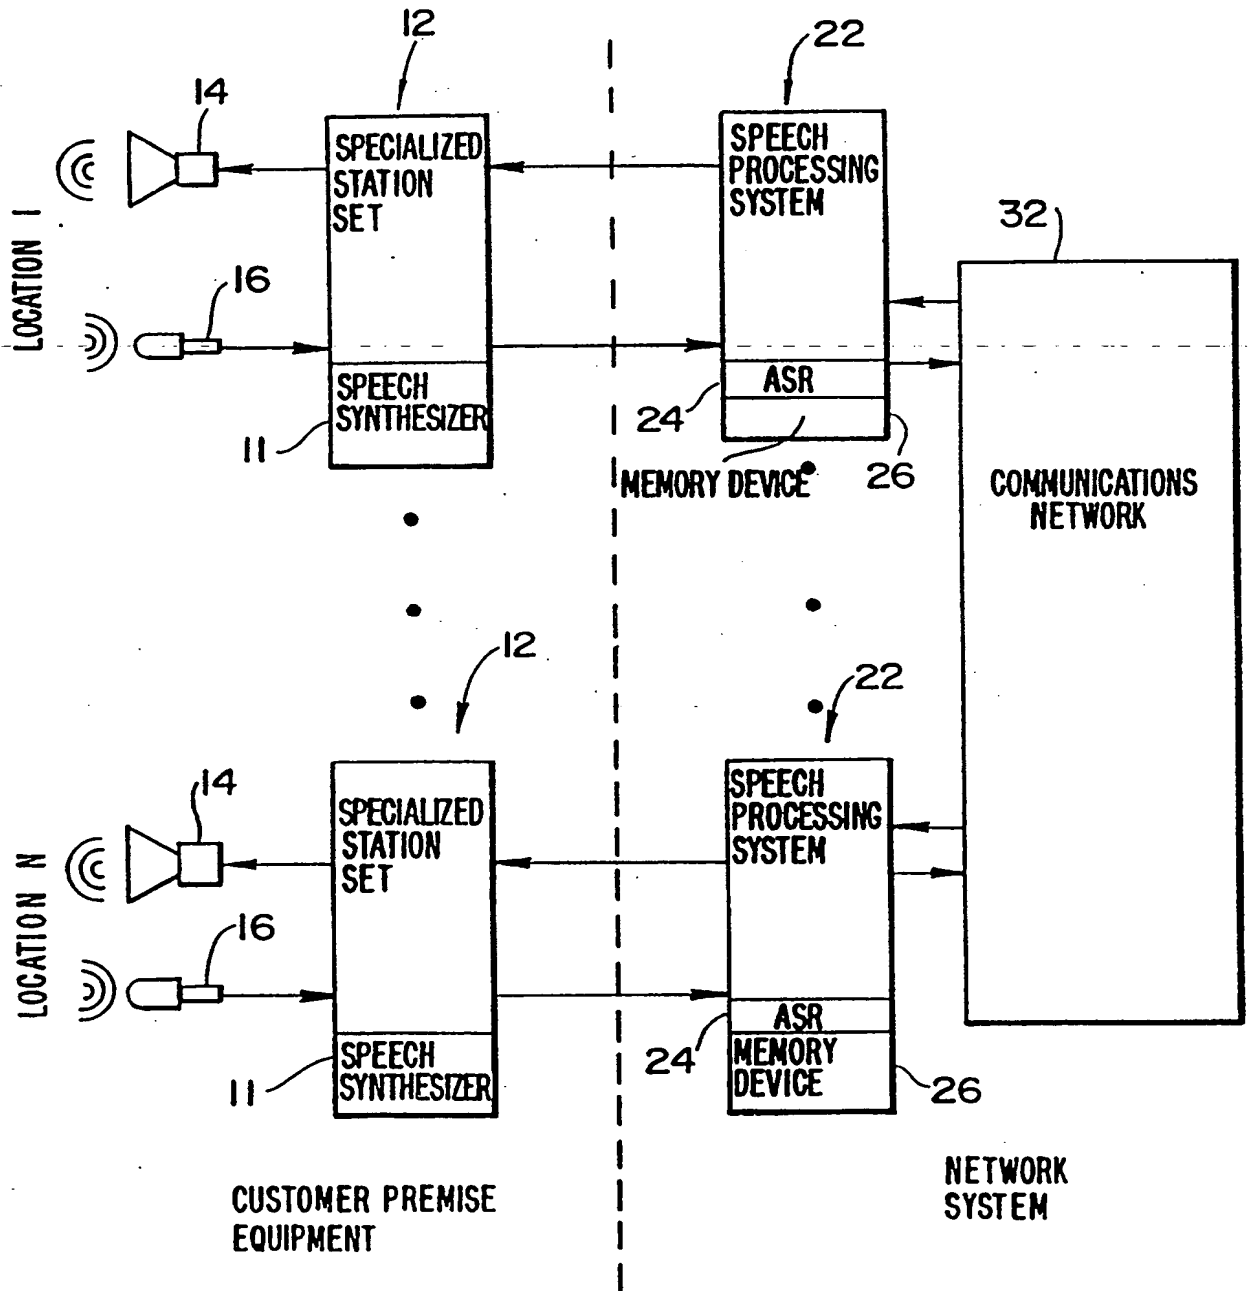 12
22
14
SPECIALIZED
STATION
SET
SPEECH
PROCESSING
SYSTEM
32
LOCATION 1
16
SPEECH
SYNTHESIZER
ASR
24
11
26
MEMORY DEVICE
COMMUNICATIONS
NETWORK
12
22
14
SPECIALIZED
STATION
SET
SPEECH
PROCESSING
SYSTEM
LOCATION N
16
ASR
24
SPEECH
SYNTHESIZER
MEMORY
DEVICE
11
26
CUSTOMER PREMISE
EQUIPMENT
NETWORK
SYSTEM